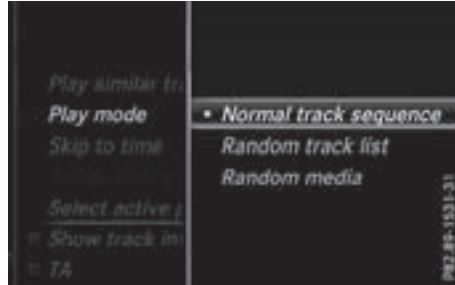 Play similar tr
Play mode
Skip to time
Select active p
Show track in
TA
• Normal track sequence
Random track list
Random media
P82.89-1531-31